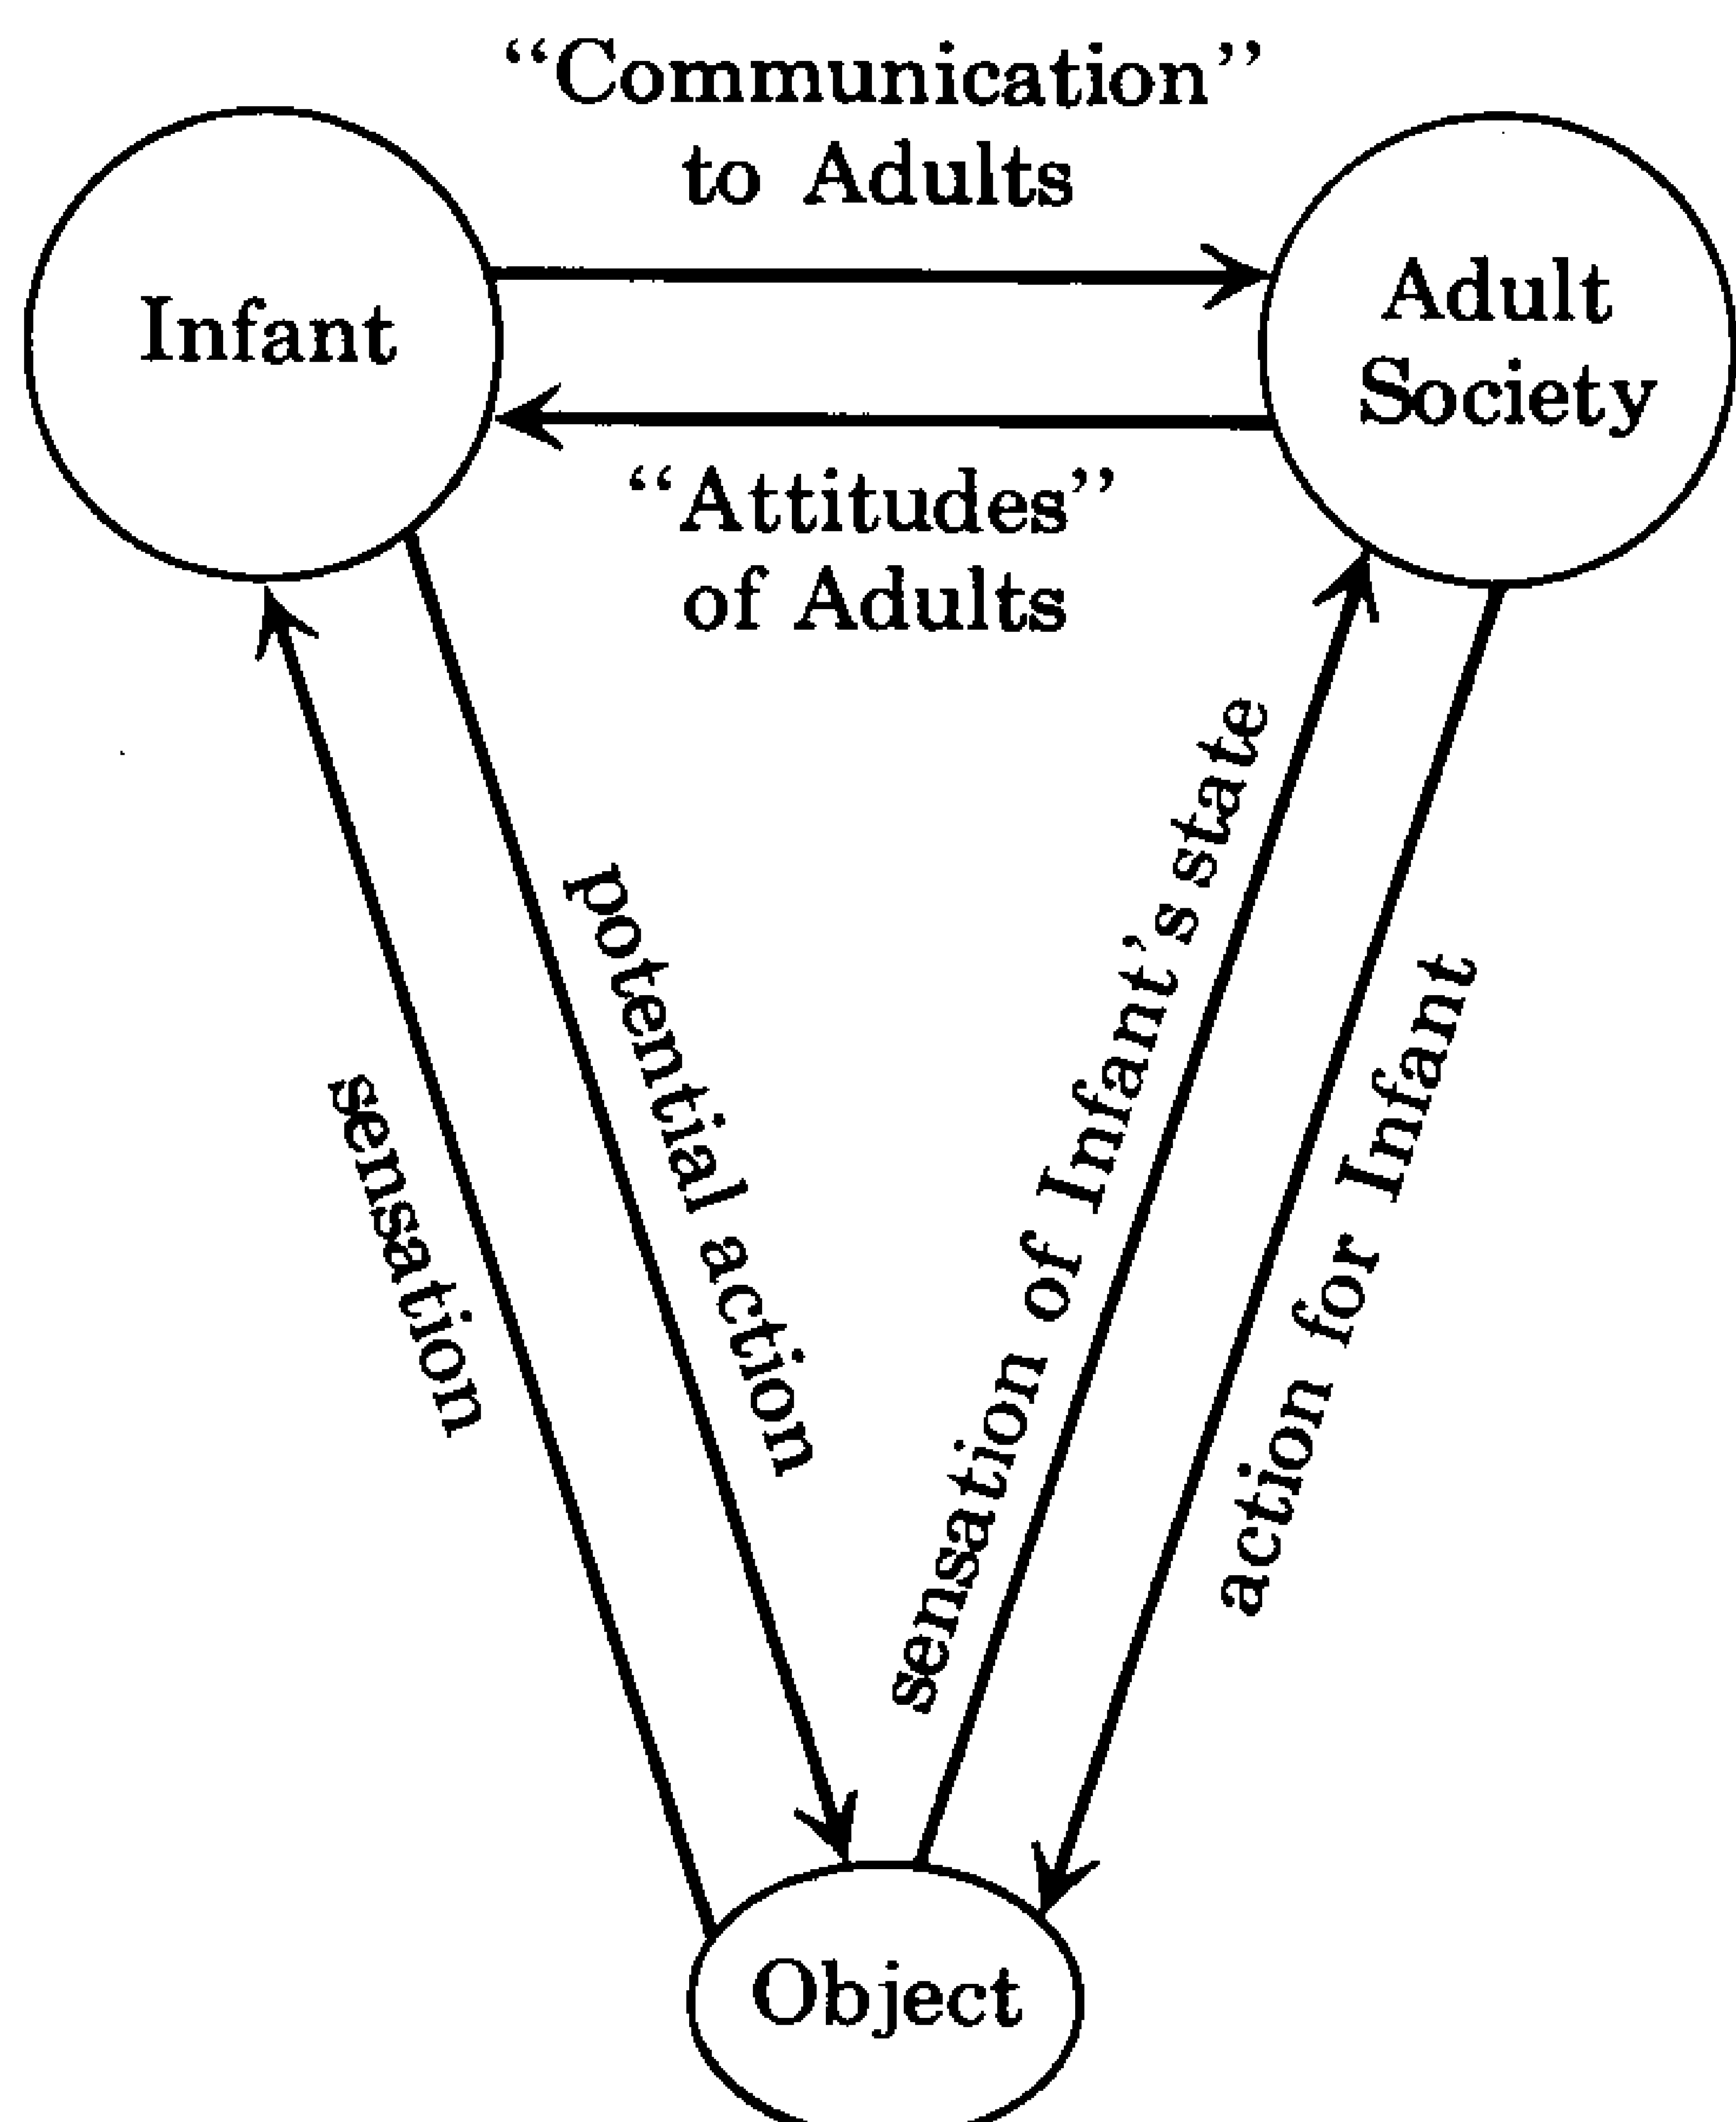 “Communication”
to Adults
Infant
Adult
Society
“Attitudes”
of Adults
sensation
potential action
sensation of Infant’s state
action for Infant
Object